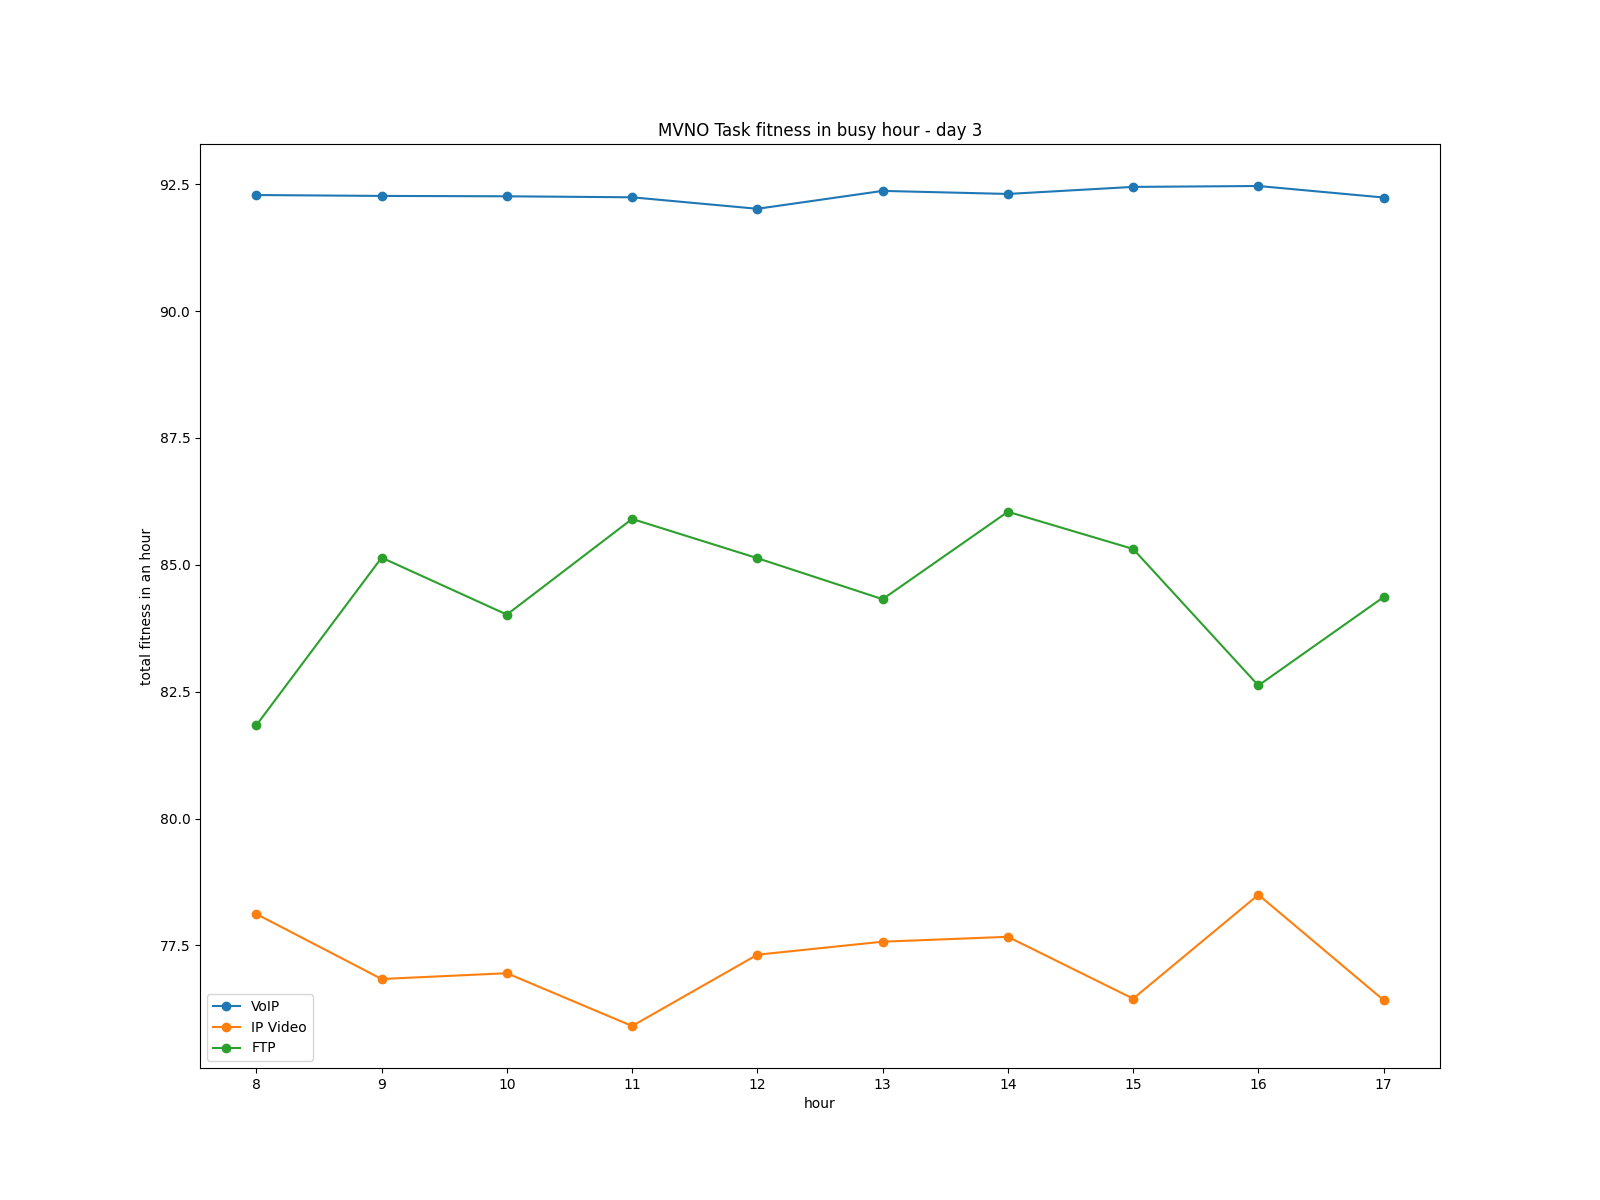 MVNO Task fitness in busy hour - day 3
total fitness in an hour
92.5
90.0
87.5
85.0
82.5
80.0
77.5
VoIP
IP Video
FTP
8 9 10 11 12 13 14 15 16 17
hour